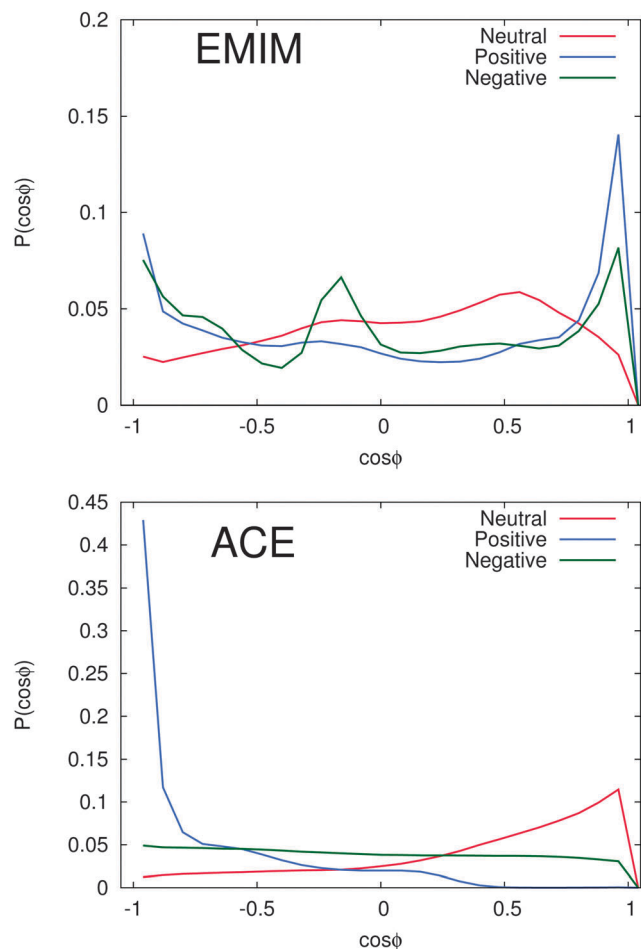 EMIM
Neutral
Positive
Negative
P(cosϕ)
0.2
0.15
0.1
0.05
0
-1 -0.5 0 0.5 1
cosϕ
ACE
Neutral
Positive
Negative
P(cosϕ)
0.45
0.4
0.35
0.3
0.25
0.2
0.15
0.1
0.05
0
-1 -0.5 0 0.5 1
cosϕ